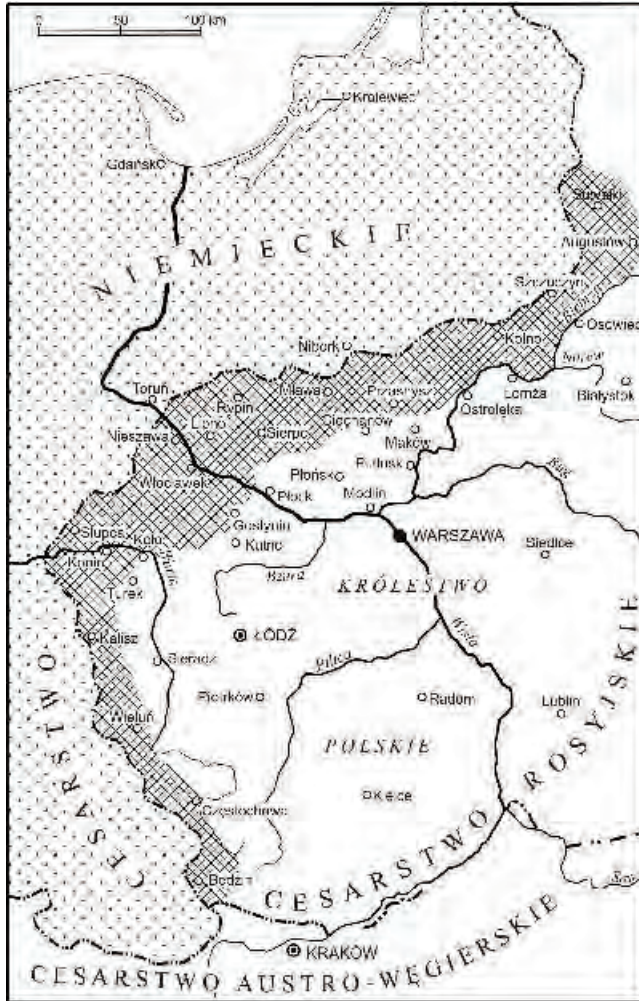 0 50 100 km
Królewiec
Gdańsk
NIEMIECKIE
Suwałki
Augustów
Szczuczyn
Biebrza
Osowiec
Kolno
Nibork
Narew
Łomża
Białystok
Toruń
Rypin
Mława
Przasnysz
Ostrołęka
Lipno
Nieszawa
Sierpc
Ciechanów
Maków
Pułtusk
Włocławek
Płońsk
Płock
Modlin
Bug
Słupca
Gostynin
WARSZAWA
Koło
Kutno
Siedlce
Konin
Warta
Bzura
KRÓLESTWO
Turek
ŁÓDŹ
Kalisz
Sieradz
Pilica
Wisła
Piotrków
Radom
Lublin
Wieluń
POLSKIE
Kielce
Częstochowa
CESARSTWO
CESARSTWO ROSYJSKIE
Będzin
San
KRAKÓW
CESARSTWO AUSTRO-WĘGIERSKIE